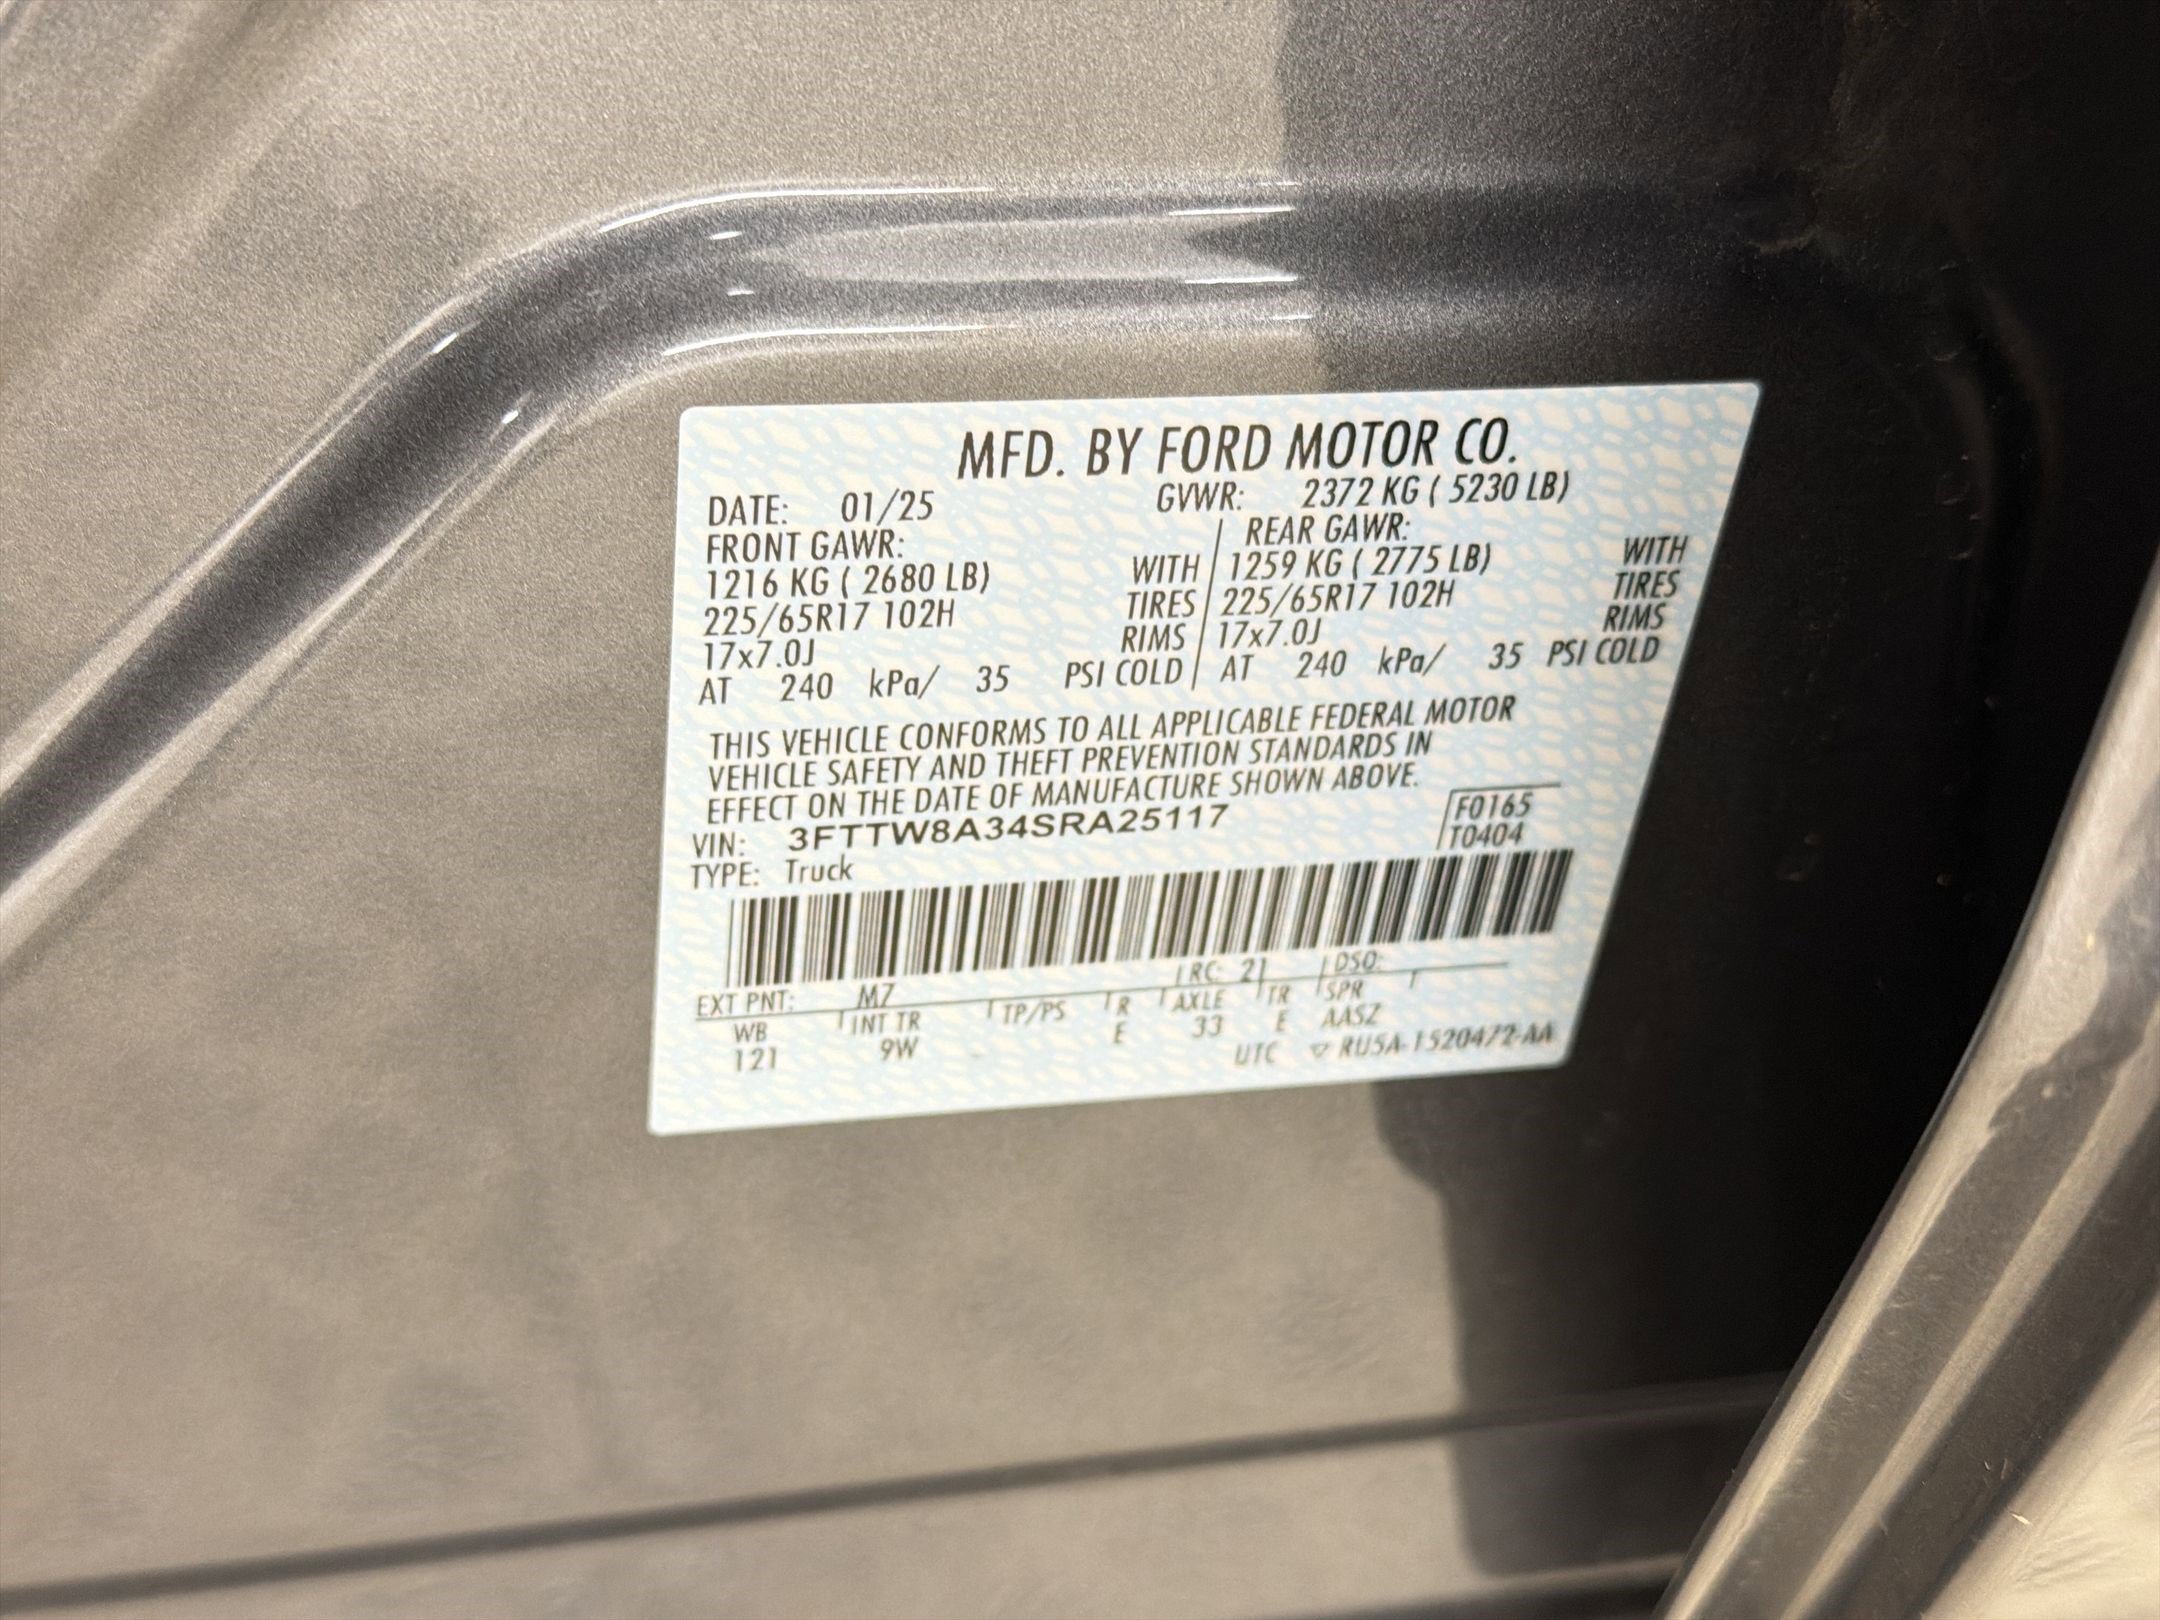 MFD. BY FORD MOTOR CO.
DATE: 01/25 GVWR: 2372 KG ( 5230 LB)
FRONT GAWR: REAR GAWR:
1216 KG ( 2680 LB) WITH 1259 KG ( 2775 LB) WITH
225/65R17 102H TIRES 225/65R17 102H TIRES
17x7.0J RIMS 17x7.0J RIMS
AT 240 kPa/ 35 PSI COLD AT 240 kPa/ 35 PSI COLD
THIS VEHICLE CONFORMS TO ALL APPLICABLE FEDERAL MOTOR
VEHICLE SAFETY AND THEFT PREVENTION STANDARDS IN
EFFECT ON THE DATE OF MANUFACTURE SHOWN ABOVE.
VIN: 3FTTW8A34SRA25117 F0165
TYPE: Truck T0404
EXT PNT: M7 RC: 21 DSO:
WB INT TR TP/PS R AXLE TR SPR
121 9W E 33 E AASZ
UTC ▽ RU5A-1520472-AA